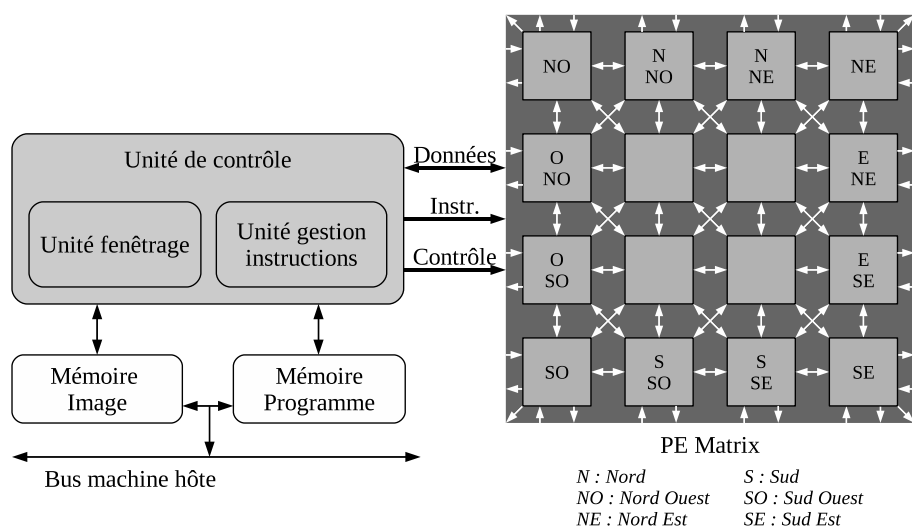 Unité de contrôle
Unité fenêtrage
Unité gestion
instructions
Mémoire
Image
Mémoire
Programme
Bus machine hôte
Données
Instr.
Contrôle
NO
N
NO
N
NE
NE
O
NO
E
NE
O
SO
E
SE
SO
S
SO
S
SE
SE
PE Matrix
N : Nord
S : Sud
NO : Nord Ouest
SO : Sud Ouest
NE : Nord Est
SE : Sud Est